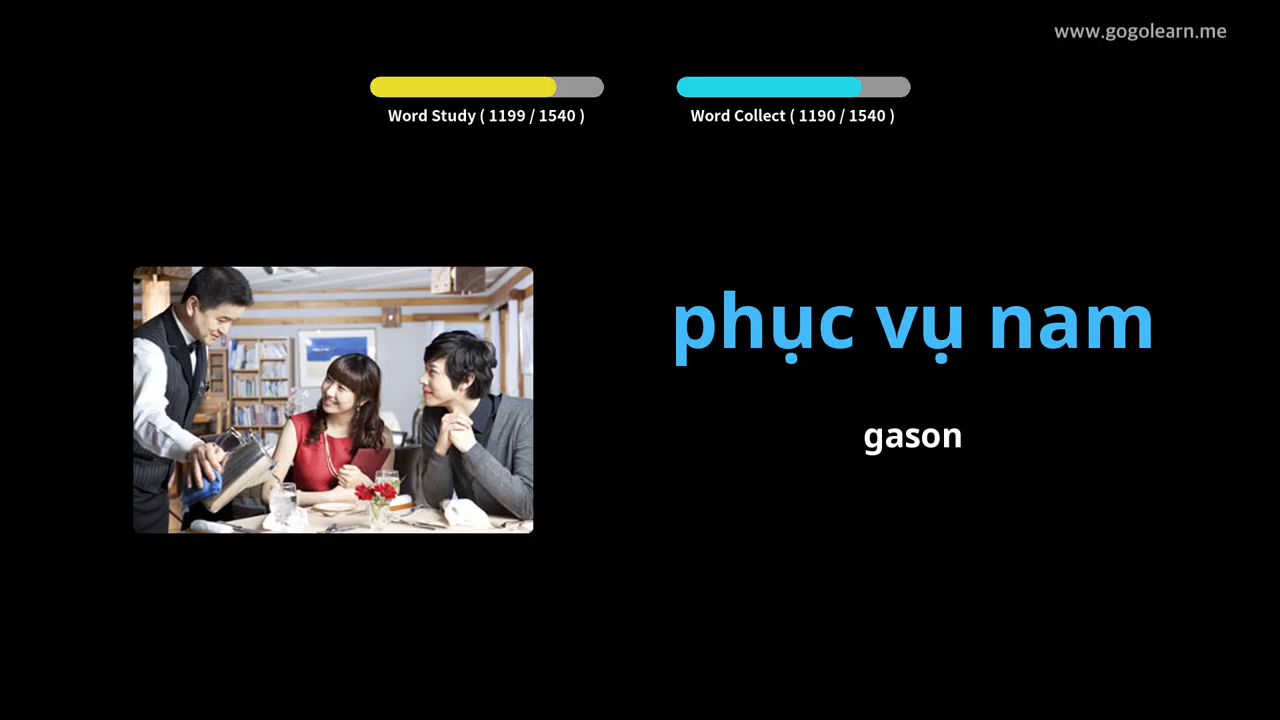 www.gogolearn.me
Word Study ( 1199 / 1540 )
Word Collect ( 1190 / 1540 )
phục vụ nam
gason